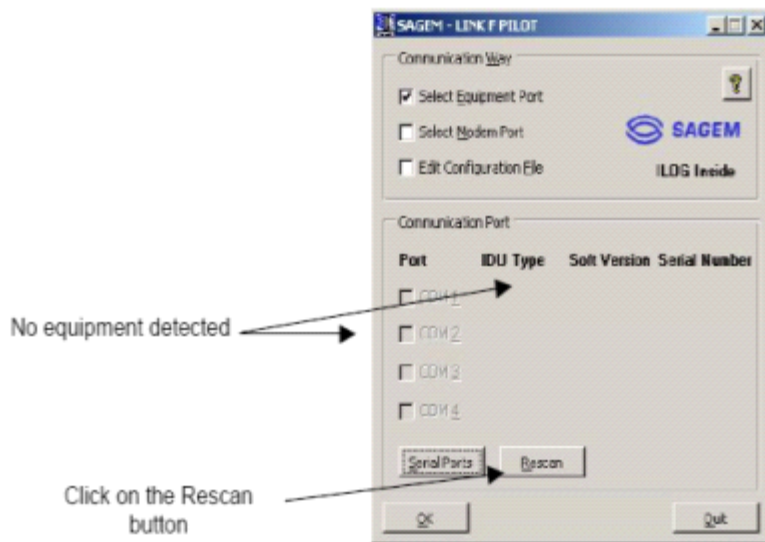 SAGEM - LINK F PILOT
Communication Way
Select Equipment Port
Select Modem Port
SAGEM
Edit Configuration File
ILOG Inside
Communication Port
Port IDU Type Soft Version Serial Number
COM 1
No equipment detected
COM 2
COM 3
COM 4
Serial Ports Rescan
Click on the Rescan
button
OK Quit